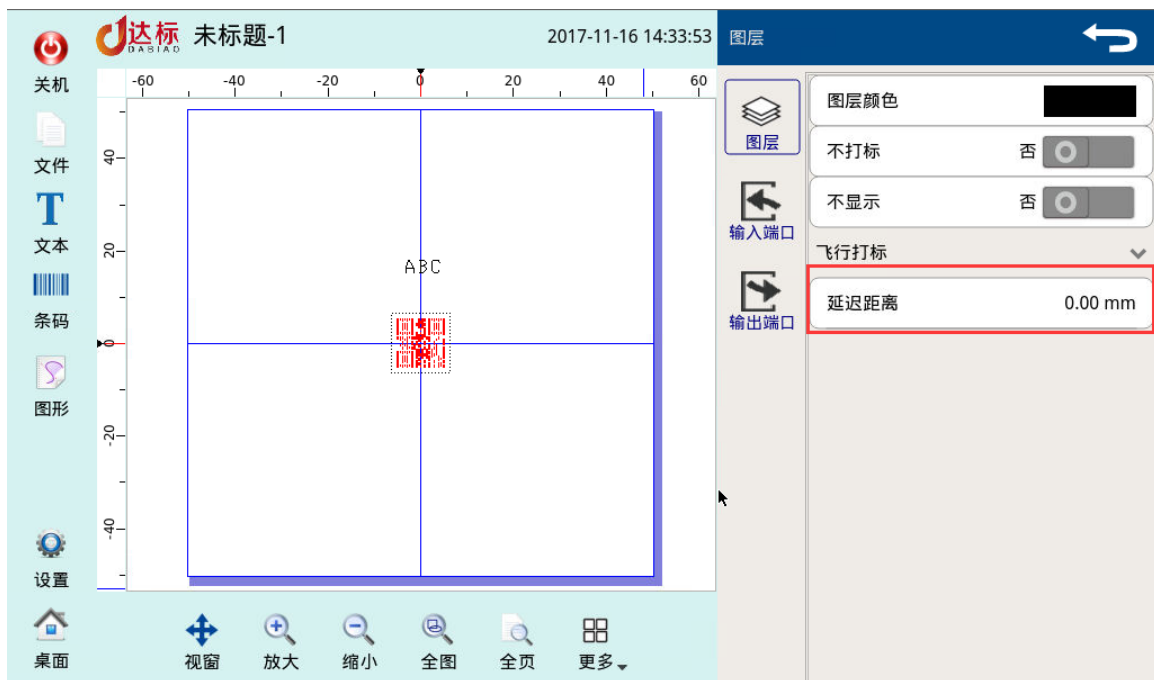 达标
DABIAO
未标题-1
2017-11-16 14:33:53
图层
关机
文件
T
文本
条码
图形
设置
桌面
-60 -40 -20 0 20 40 60
40
20
0
-20
-40
ABC
图层
输入端口
输出端口
图层颜色
不打标 否
不显示 否
飞行打标
延迟距离 0.00 mm
视窗 放大 缩小 全图 全页 更多